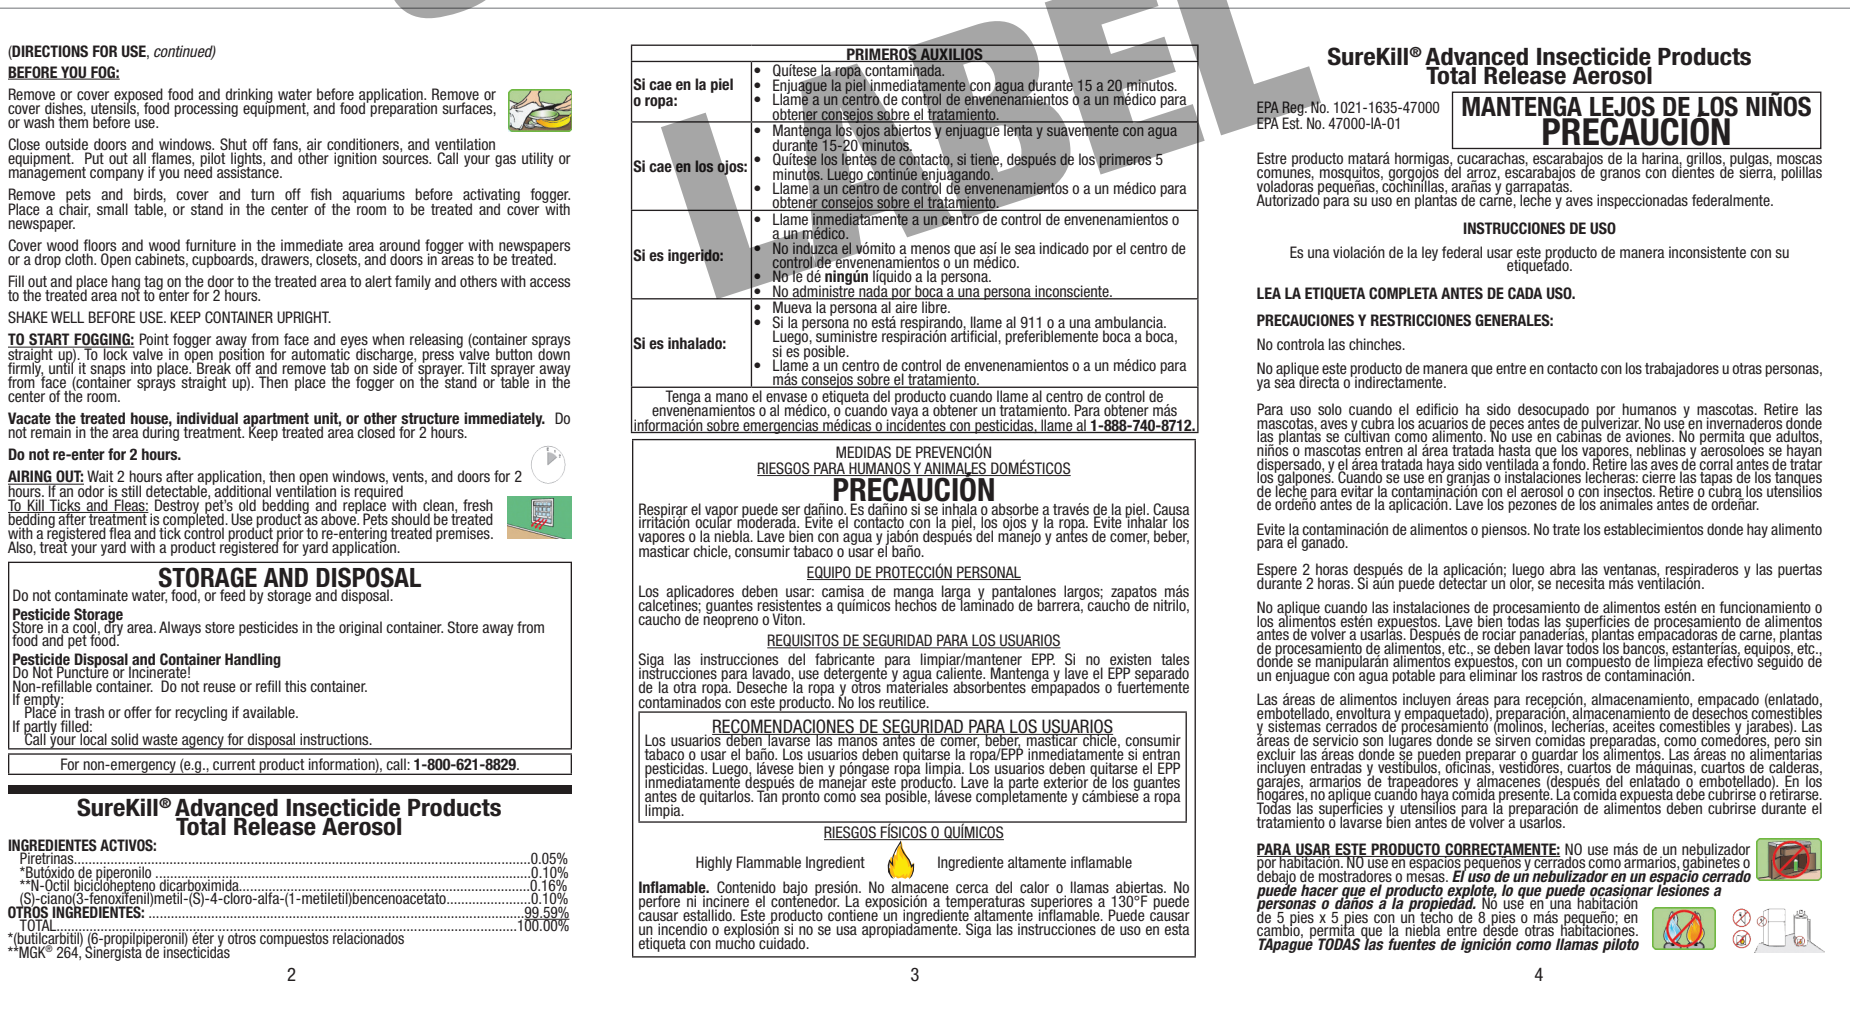 (DIRECTIONS FOR USE, continued)
BEFORE YOU FOG:
Remove or cover exposed food and drinking water before application. Remove or
cover dishes, utensils, food processing equipment, and food preparation surfaces,
or wash them before use.
Close outside doors and windows. Shut off fans, air conditioners, and ventilation
equipment. Put out all flames, pilot lights, and other ignition sources. Call your gas utility or
management company if you need assistance.
Remove pets and birds, cover and turn off fish aquariums before activating fogger.
Place a chair, small table, or stand in the center of the room to be treated and cover with
newspaper.
Cover wood floors and wood furniture in the immediate area around fogger with newspapers
or a drop cloth. Open cabinets, cupboards, drawers, closets, and doors in areas to be treated.
Fill out and place hang tag on the door to the treated area to alert family and others with access
to the treated area not to enter for 2 hours.
SHAKE WELL BEFORE USE. KEEP CONTAINER UPRIGHT.
TO START FOGGING: Point fogger away from face and eyes when releasing (container sprays
straight up). To lock valve in open position for automatic discharge, press valve button down
firmly, until it snaps into place. Break off and remove tab on side of sprayer. Tilt sprayer away
from face (container sprays straight up). Then place the fogger on the stand or table in the
center of the room.
Vacate the treated house, individual apartment unit, or other structure immediately. Do
not remain in the area during treatment. Keep treated area closed for 2 hours.
Do not re-enter for 2 hours.
AIRING OUT: Wait 2 hours after application, then open windows, vents, and doors for 2
hours. If an odor is still detectable, additional ventilation is required
To Kill Ticks and Fleas: Destroy pet's old bedding and replace with clean, fresh
bedding after treatment is completed. Use product as above. Pets should be treated
with a registered flea and tick control product prior to re-entering treated premises.
Also, treat your yard with a product registered for yard application.
STORAGE AND DISPOSAL
Do not contaminate water, food, or feed by storage and disposal.
Pesticide Storage
Store in a cool, dry area. Always store pesticides in the original container. Store away from
food and pet food.
Pesticide Disposal and Container Handling
Do Not Puncture or Incinerate!
Non-refillable container. Do not reuse or refill this container.
If empty:
Place in trash or offer for recycling if available.
If partly filled:
Call your local solid waste agency for disposal instructions.
For non-emergency (e.g., current product information), call: 1-800-621-8829.
SureKill® Advanced Insecticide Products
Total Release Aerosol
INGREDIENTES ACTIVOS:
Piretrinas....0.05%
*Butóxido de piperonilo ....0.10%
**N-Octil biciclohepteno dicarboximida....0.16%
(S)-ciano(3-fenoxifenil)metil-(S)-4-cloro-alfa-(1-metiletil)bencenoacetato....0.10%
OTROS INGREDIENTES: ....99.59%
TOTAL....100.00%
*(butilcarbitil) (6-propilpiperonil) éter y otros compuestos relacionados
**MGK® 264, Sinergista de insecticidas
2
LABEL
PRIMEROS AUXILIOS
Si cae en la piel
o ropa:
• Quítese la ropa contaminada.
• Enjuague la piel inmediatamente con agua durante 15 a 20 minutos.
• Llame a un centro de control de envenenamientos o a un médico para
obtener consejos sobre el tratamiento.
Si cae en los ojos:
• Mantenga los ojos abiertos y enjuague lenta y suavemente con agua
durante 15-20 minutos.
• Quítese los lentes de contacto, si tiene, después de los primeros 5
minutos. Luego continúe enjuagando.
• Llame a un centro de control de envenenamientos o a un médico para
obtener consejos sobre el tratamiento.
Si es ingerido:
• Llame inmediatamente a un centro de control de envenenamientos o
a un médico.
• No induzca el vómito a menos que así le sea indicado por el centro de
control de envenenamientos o un médico.
• No le dé ningún líquido a la persona.
• No administre nada por boca a una persona inconsciente.
Si es inhalado:
• Mueva la persona al aire libre.
• Si la persona no está respirando, llame al 911 o a una ambulancia.
Luego, suministre respiración artificial, preferiblemente boca a boca,
si es posible.
• Llame a un centro de control de envenenamientos o a un médico para
más consejos sobre el tratamiento.
Tenga a mano el envase o etiqueta del producto cuando llame al centro de control de
envenenamientos o al médico, o cuando vaya a obtener un tratamiento. Para obtener más
información sobre emergencias médicas o incidentes con pesticidas, llame al 1-888-740-8712.
MEDIDAS DE PREVENCIÓN
RIESGOS PARA HUMANOS Y ANIMALES DOMÉSTICOS
PRECAUCIÓN
Respirar el vapor puede ser dañino. Es dañino si se inhala o absorbe a través de la piel. Causa
irritación ocular moderada. Evite el contacto con la piel, los ojos y la ropa. Evite inhalar los
vapores o la niebla. Lave bien con agua y jabón después del manejo y antes de comer, beber,
masticar chicle, consumir tabaco o usar el baño.
EQUIPO DE PROTECCIÓN PERSONAL
Los aplicadores deben usar: camisa de manga larga y pantalones largos; zapatos más
calcetines; guantes resistentes a químicos hechos de laminado de barrera, caucho de nitrilo,
caucho de neopreno o Viton.
REQUISITOS DE SEGURIDAD PARA LOS USUARIOS
Siga las instrucciones del fabricante para limpiar/mantener EPP. Si no existen tales
instrucciones para lavado, use detergente y agua caliente. Mantenga y lave el EPP separado
de la otra ropa. Deseche la ropa y otros materiales absorbentes empapados o fuertemente
contaminados con este producto. No los reutilice.
RECOMENDACIONES DE SEGURIDAD PARA LOS USUARIOS
Los usuarios deben lavarse las manos antes de comer, beber, masticar chicle, consumir
tabaco o usar el baño. Los usuarios deben quitarse la ropa/EPP inmediatamente si entran
pesticidas. Luego, lávese bien y póngase ropa limpia. Los usuarios deben quitarse el EPP
inmediatamente después de manejar este producto. Lave la parte exterior de los guantes
antes de quitarlos. Tan pronto como sea posible, lávese completamente y cámbiese a ropa
limpia.
RIESGOS FÍSICOS O QUÍMICOS
Highly Flammable Ingredient Ingrediente altamente inflamable
Inflamable. Contenido bajo presión. No almacene cerca del calor o llamas abiertas. No
perfore ni incinere el contenedor. La exposición a temperaturas superiores a 130°F puede
causar estallido. Este producto contiene un ingrediente altamente inflamable. Puede causar
un incendio o explosión si no se usa apropiadamente. Siga las instrucciones de uso en esta
etiqueta con mucho cuidado.
3
SureKill® Advanced Insecticide Products
Total Release Aerosol
EPA Reg. No. 1021-1635-47000
EPA Est. No. 47000-IA-01
MANTENGA LEJOS DE LOS NIÑOS
PRECAUCIÓN
Estre producto matará hormigas, cucarachas, escarabajos de la harina, grillos, pulgas, moscas
comunes, mosquitos, gorgojos del arroz, escarabajos de granos con dientes de sierra, polillas
voladoras pequeñas, cochinillas, arañas y garrapatas.
Autorizado para su uso en plantas de carne, leche y aves inspeccionadas federalmente.
INSTRUCCIONES DE USO
Es una violación de la ley federal usar este producto de manera inconsistente con su
etiquetado.
LEA LA ETIQUETA COMPLETA ANTES DE CADA USO.
PRECAUCIONES Y RESTRICCIONES GENERALES:
No controla las chinches.
No aplique este producto de manera que entre en contacto con los trabajadores u otras personas,
ya sea directa o indirectamente.
Para uso solo cuando el edificio ha sido desocupado por humanos y mascotas. Retire las
mascotas, aves y cubra los acuarios de peces antes de pulverizar. No use en invernaderos donde
las plantas se cultivan como alimento. No use en cabinas de aviones. No permita que adultos,
niños o mascotas entren al área tratada hasta que los vapores, neblinas y aerosoloes se hayan
dispersado, y el área tratada haya sido ventilada a fondo. Retire las aves de corral antes de tratar
los galpones. Cuando se use en granjas o instalaciones lecheras: cierre las tapas de los tanques
de leche para evitar la contaminación con el aerosol o con insectos. Retire o cubra los utensilios
de ordeño antes de la aplicación. Lave los pezones de los animales antes de ordeñar.
Evite la contaminación de alimentos o piensos. No trate los establecimientos donde hay alimento
para el ganado.
Espere 2 horas después de la aplicación; luego abra las ventanas, respiraderos y las puertas
durante 2 horas. Si aún puede detectar un olor, se necesita más ventilación.
No aplique cuando las instalaciones de procesamiento de alimentos estén en funcionamiento o
los alimentos estén expuestos. Lave bien todas las superficies de procesamiento de alimentos
antes de volver a usarlas. Después de rociar panaderías, plantas empacadoras de carne, plantas
de procesamiento de alimentos, etc., se deben lavar todos los bancos, estanterías, equipos, etc.,
donde se manipularán alimentos expuestos, con un compuesto de limpieza efectivo seguido de
un enjuague con agua potable para eliminar los rastros de contaminación.
Las áreas de alimentos incluyen áreas para recepción, almacenamiento, empacado (enlatado,
embotellado, envoltura y empaquetado), preparación, almacenamiento de desechos comestibles
y sistemas cerrados de procesamiento (molinos, lecherías, aceites comestibles y jarabes). Las
áreas de servicio son lugares donde se sirven comidas preparadas, como comedores, pero sin
excluir las áreas donde se pueden preparar o guardar los alimentos. Las áreas no alimentarias
incluyen entradas y vestíbulos, oficinas, vestidores, cuartos de máquinas, cuartos de calderas,
garajes, armarios de trapeadores y almacenes (después del enlatado o embotellado). En los
hogares, no aplique cuando haya comida presente. La comida expuesta debe cubrirse o retirarse.
Todas las superficies y utensilios para la preparación de alimentos deben cubrirse durante el
tratamiento o lavarse bien antes de volver a usarlos.
PARA USAR ESTE PRODUCTO CORRECTAMENTE: NO use más de un nebulizador
por habitación. NO use en espacios pequeños y cerrados como armarios, gabinetes o
debajo de mostradores o mesas. El uso de un nebulizador en un espacio cerrado
puede hacer que el producto explote, lo que puede ocasionar lesiones a
personas o daños a la propiedad. No use en una habitación
de 5 pies x 5 pies con un techo de 8 pies o más pequeño; en
cambio, permita que la niebla entre desde otras habitaciones.
TApague TODAS las fuentes de ignición como llamas piloto
4